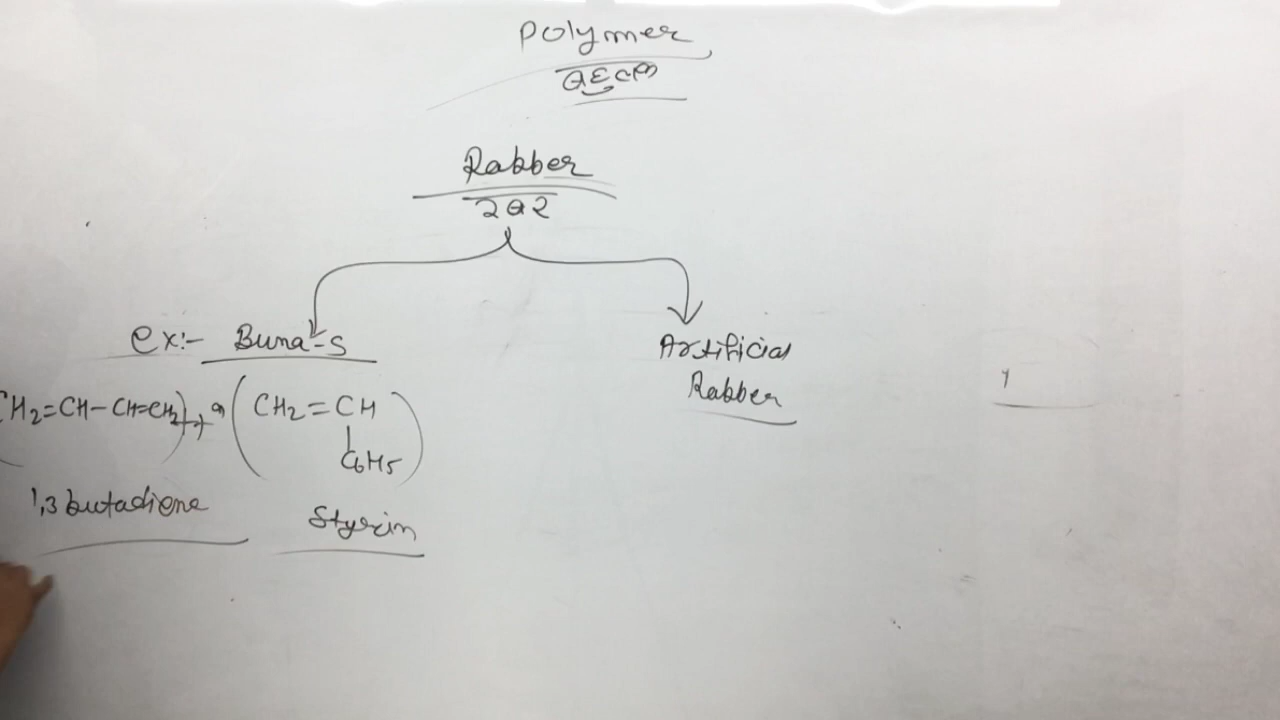 Polymer
Rabber
ex:- Buna-S
Artificial
Rabber
CH2=CH-CH=CH2) + n (CH2=CH
C6H5)
1,3 butadiene
Styrin